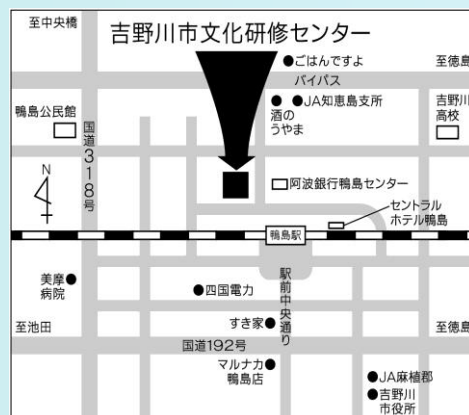 至中央橋
吉野川市文化研修センター
ごはんですよ
至徳島
バイパス
JA知恵島支所
酒の
うやま
吉野川
高校
鴨島公民館
国道318号
N
阿波銀行鴨島センター
セントラル
ホテル鴨島
鴨島駅
美摩
病院
四国電力
駅前中央通り
すき家
至池田
至徳島
国道192号
マルナカ
鴨島店
JA麻植郡
吉野川
市役所